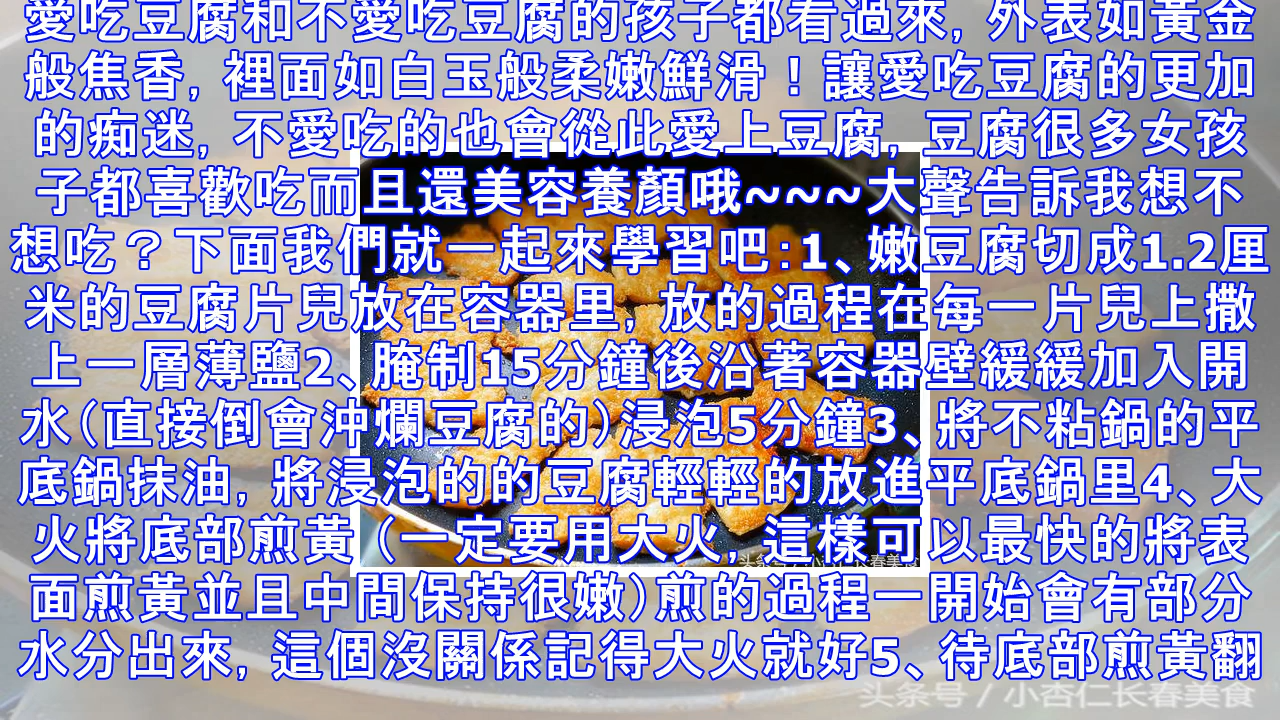 愛吃豆腐和不愛吃豆腐的孩子都看過來, 外表如黃金
般焦香, 裡面如白玉般柔嫩鮮滑！讓愛吃豆腐的更加
的痴迷, 不愛吃的也會從此愛上豆腐, 豆腐很多女孩
子都喜歡吃而且還美容養顏哦~~~大聲告訴我想不
想吃？下面我們就一起來學習吧:1、嫩豆腐切成1.2厘
米的豆腐片兒放在容器里, 放的過程在每一片兒上撒
上一層薄鹽2、腌制15分鐘後沿著容器壁緩緩加入開
水(直接倒會沖爛豆腐的)浸泡5分鐘3、將不粘鍋的平
底鍋抹油, 將浸泡的的豆腐輕輕的放進平底鍋里4、大
火將底部煎黃（一定要用大火, 這樣可以最快的將表
面煎黃並且中間保持很嫩)煎的過程一開始會有部分
水分出來, 這個沒關係記得大火就好5、待底部煎黃翻
头条号 / 小杏仁长春美食
头条号 / 小杏仁长春美食